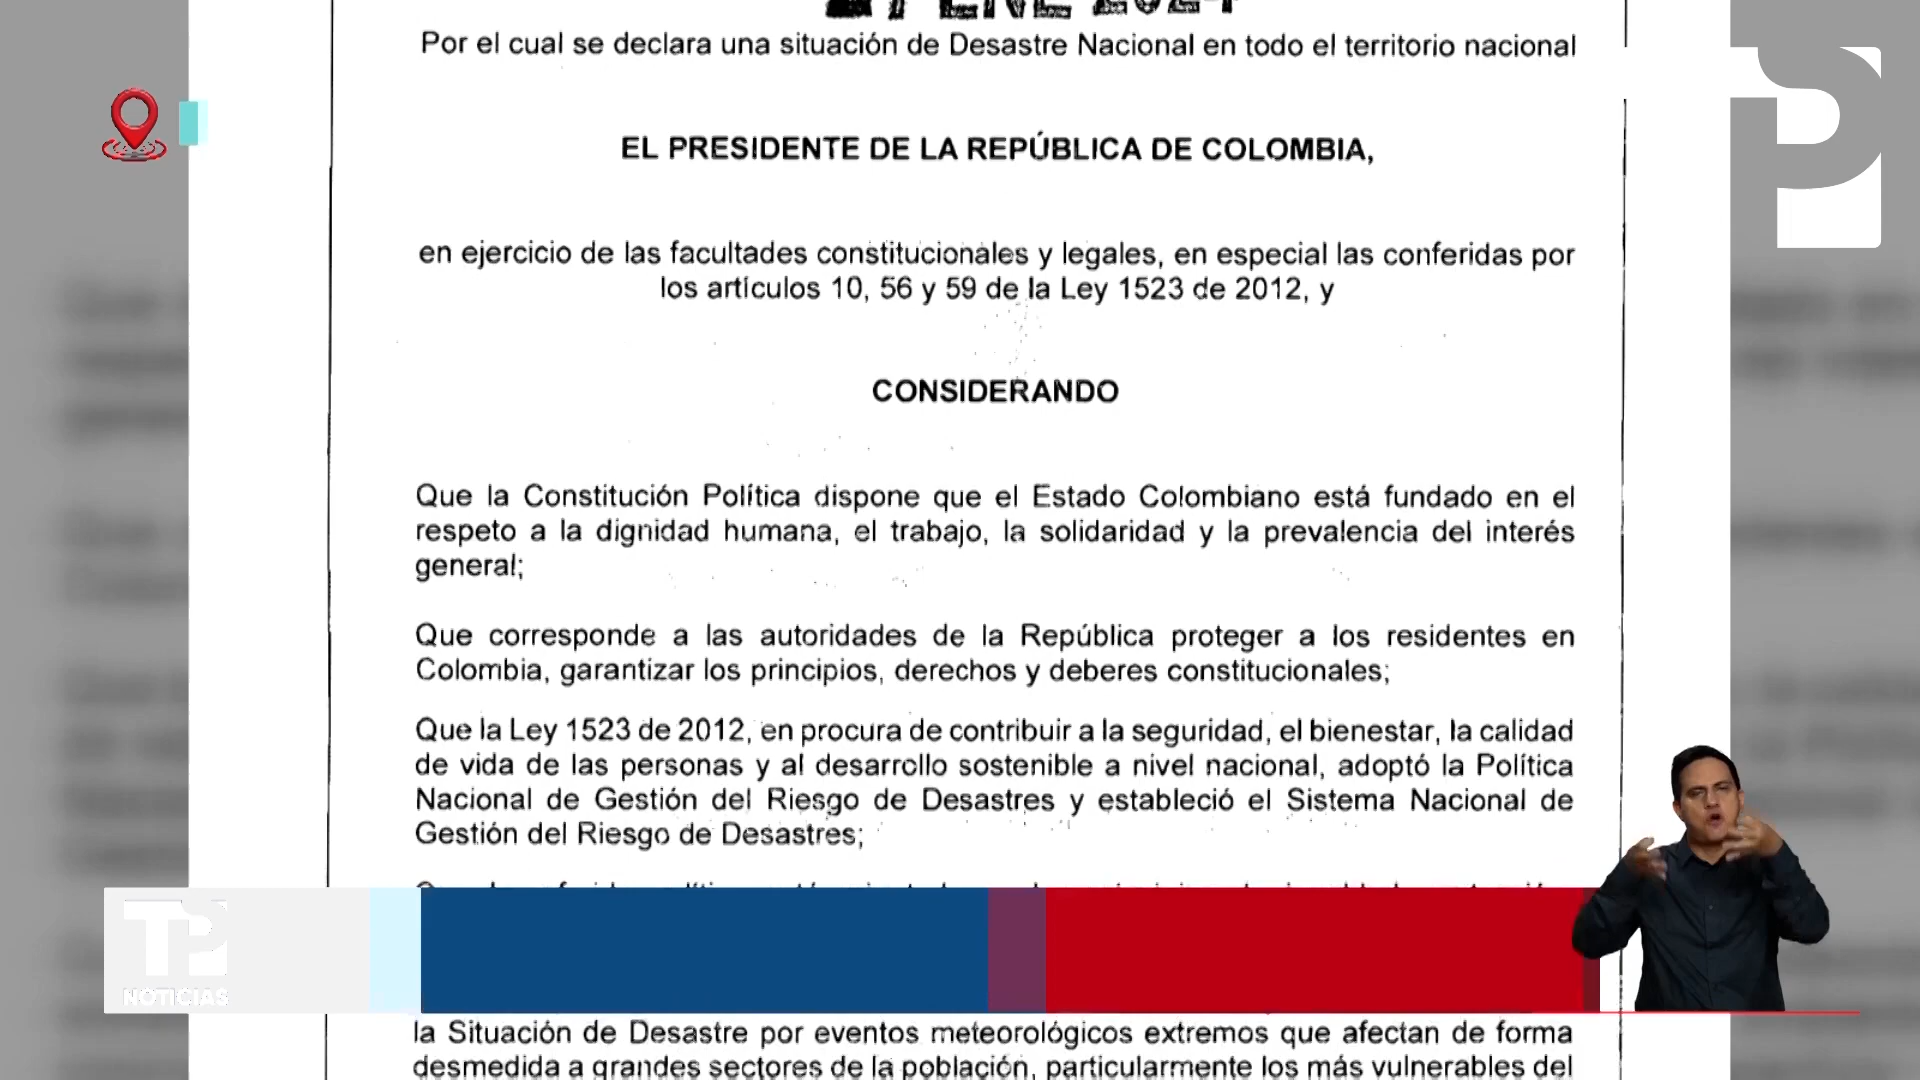 ENE 2024
Por el cual se declara una situación de Desastre Nacional en todo el territorio nacional
EL PRESIDENTE DE LA REPÚBLICA DE COLOMBIA,
en ejercicio de las facultades constitucionales y legales, en especial las conferidas por
los artículos 10, 56 y 59 de la Ley 1523 de 2012, y
CONSIDERANDO
Que la Constitución Política dispone que el Estado Colombiano está fundado en el
respeto a la dignidad humana, el trabajo, la solidaridad y la prevalencia del interés
general;
Que corresponde a las autoridades de la República proteger a los residentes en
Colombia, garantizar los principios, derechos y deberes constitucionales;
Que la Ley 1523 de 2012, en procura de contribuir a la seguridad, el bienestar, la calidad
de vida de las personas y al desarrollo sostenible a nivel nacional, adoptó la Política
Nacional de Gestión del Riesgo de Desastres y estableció el Sistema Nacional de
Gestión del Riesgo de Desastres;
TP
NOTICIAS
la Situación de Desastre por eventos meteorológicos extremos que afectan de forma
desmedida a grandes sectores de la población, particularmente los más vulnerables del